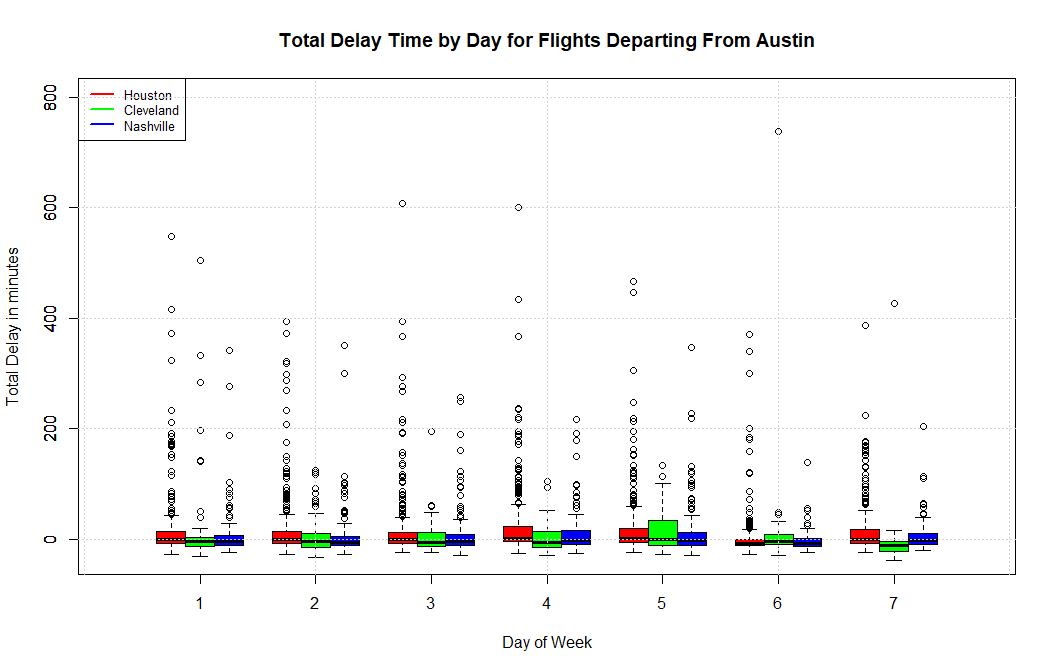 Total Delay Time by Day for Flights Departing From Austin
Houston
Cleveland
Nashville
800
600
400
200
0
Total Delay in minutes
1 2 3 4 5 6 7
Day of Week